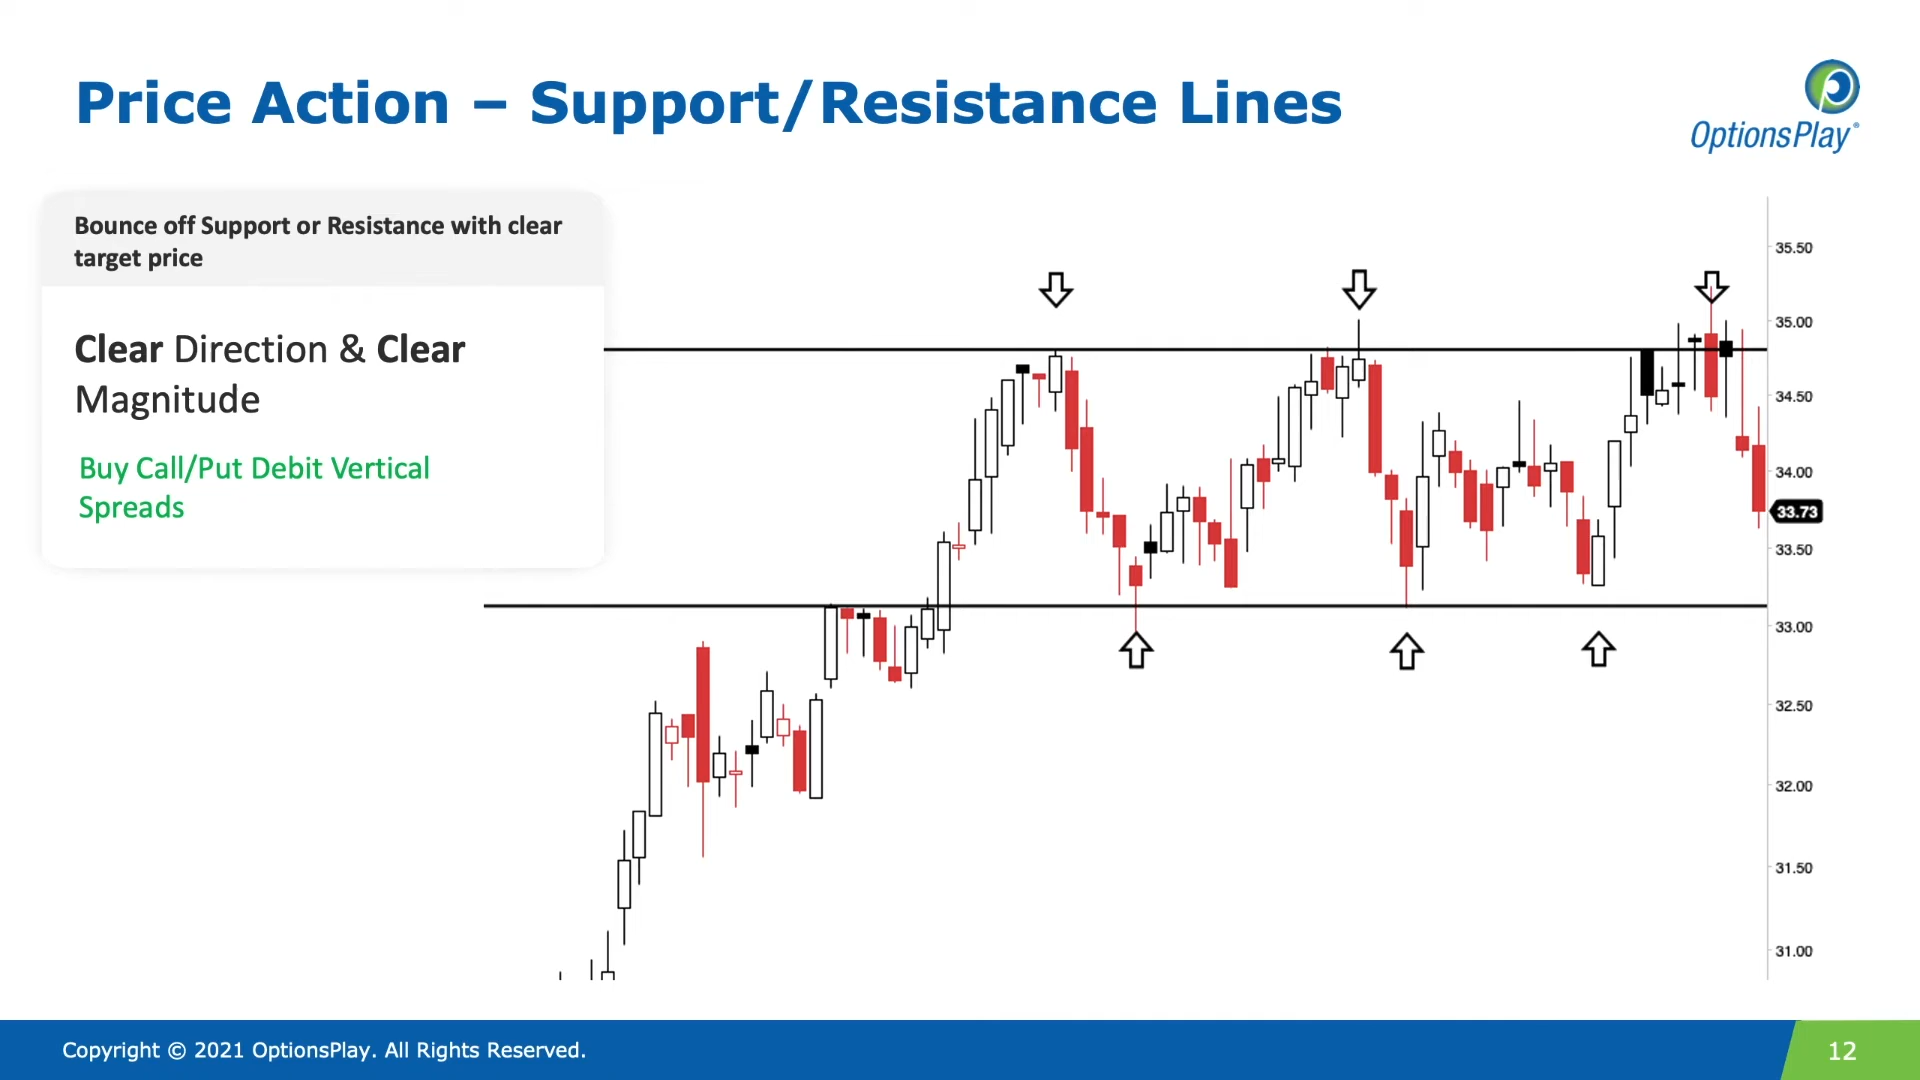 Price Action – Support/Resistance Lines
OptionsPlay®
Bounce off Support or Resistance with clear
target price
Clear Direction & Clear
Magnitude
Buy Call/Put Debit Vertical
Spreads
35.50
35.00
34.50
34.00
33.73
33.50
33.00
32.50
32.00
31.50
31.00
Copyright © 2021 OptionsPlay. All Rights Reserved.
12